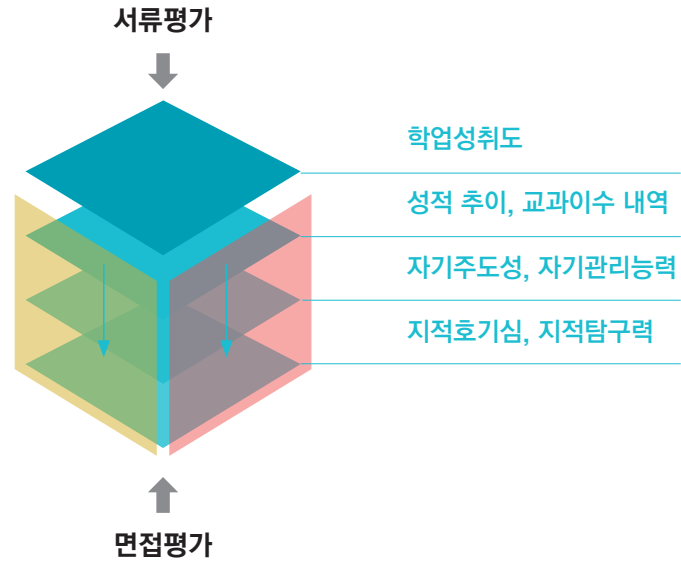 서류평가
학업성취도
성적 추이, 교과이수 내역
자기주도성, 자기관리능력
지적호기심, 지적탐구력
면접평가